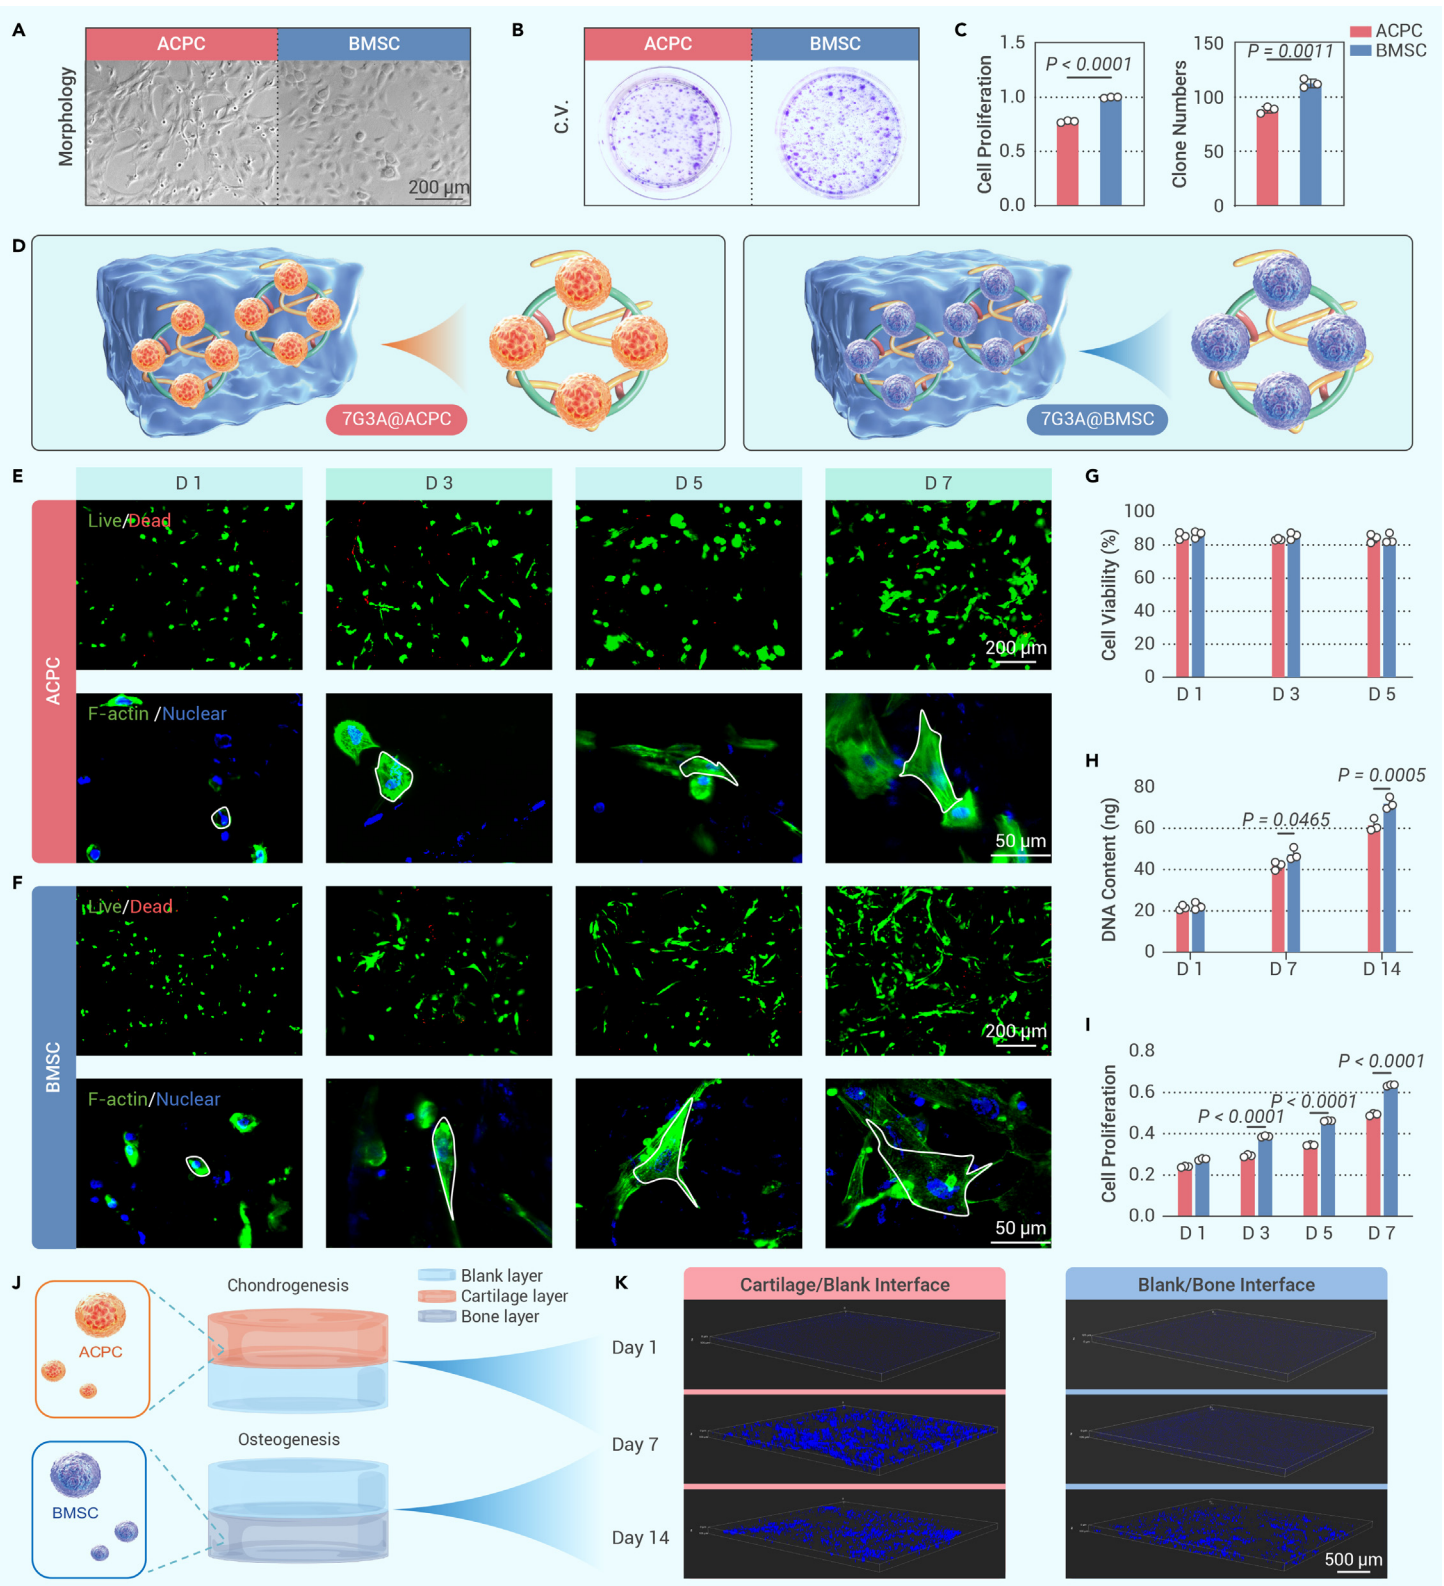 A
ACPC
BMSC
Morphology
200 μm
B
ACPC
BMSC
C.V.
C
ACPC
BMSC
Cell Proliferation
1.5
1.0
0.5
0.0
P < 0.0001
Clone Numbers
150
100
50
0
P = 0.0011
D
7G3A@ACPC
7G3A@BMSC
E
D 1
D 3
D 5
D 7
ACPC
Live/Dead
200 μm
F-actin /Nuclear
50 μm
F
BMSC
Live/Dead
200 μm
F-actin/Nuclear
50 μm
G
Cell Viability (%)
100
80
60
40
20
0
D 1
D 3
D 5
H
DNA Content (ng)
80
60
40
20
0
P = 0.0465
P = 0.0005
D 1
D 7
D 14
I
Cell Proliferation
0.8
0.6
0.4
0.2
0.0
P < 0.0001
P < 0.0001
P < 0.0001
D 1
D 3
D 5
D 7
J
ACPC
Chondrogenesis
Blank layer
Cartilage layer
Bone layer
Osteogenesis
BMSC
K
Cartilage/Blank Interface
Blank/Bone Interface
Day 1
Day 7
Day 14
500 μm